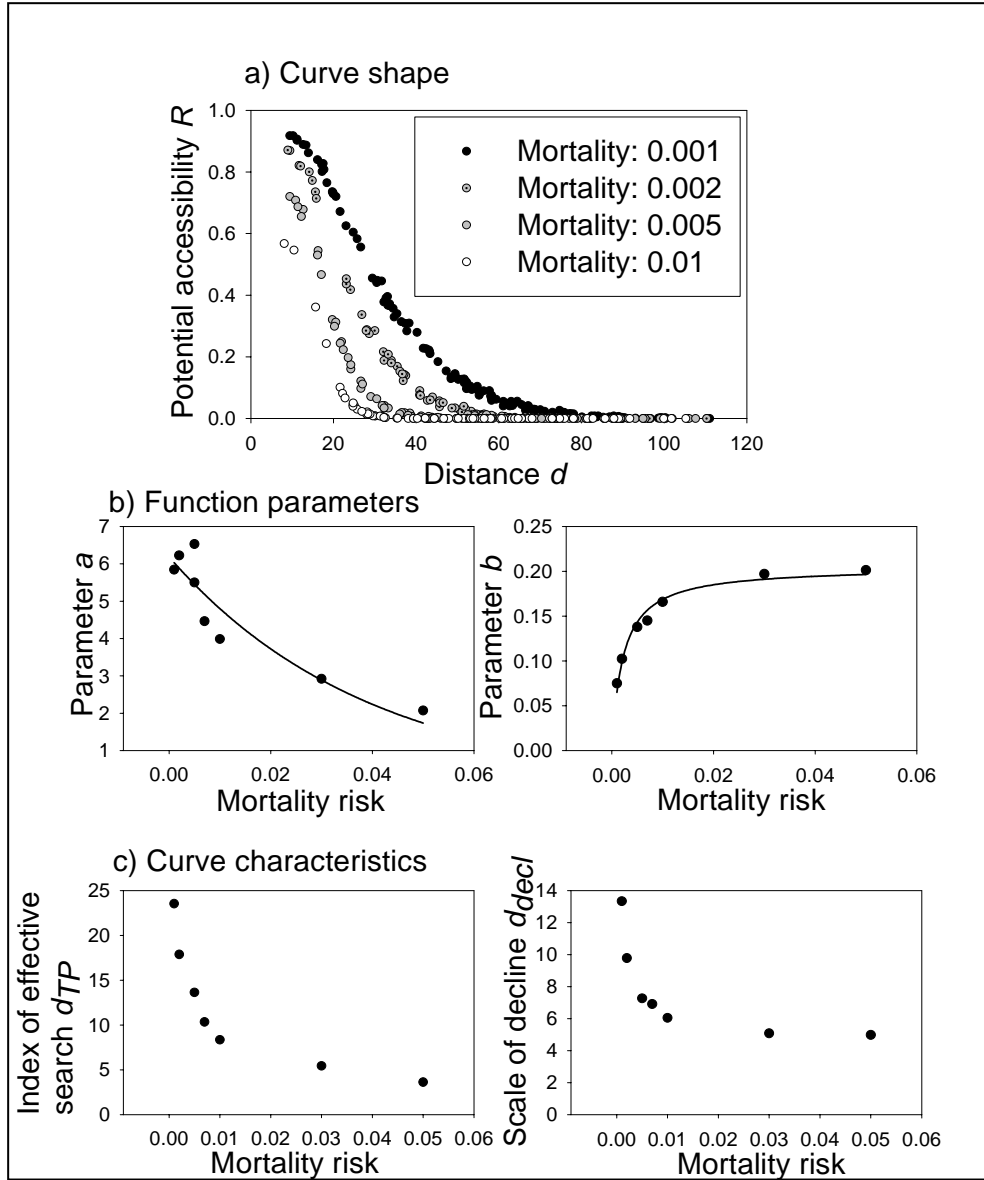 a) Curve shape
Potential accessibility R
1.0
0.8
0.6
0.4
0.2
0.0
Mortality: 0.001
Mortality: 0.002
Mortality: 0.005
Mortality: 0.01
0 20 40 60 80 100 120
Distance d
b) Function parameters
Parameter a
7
6
5
4
3
2
1
0.00 0.02 0.04 0.06
Mortality risk
Parameter b
0.25
0.20
0.15
0.10
0.05
0.00
0.00 0.02 0.04 0.06
Mortality risk
c) Curve characteristics
Index of effective
search dTP
25
20
15
10
5
0
0.00 0.01 0.02 0.03 0.04 0.05 0.06
Mortality risk
Scale of decline ddecl
14
12
10
8
6
4
2
0
0.00 0.01 0.02 0.03 0.04 0.05 0.06
Mortality risk